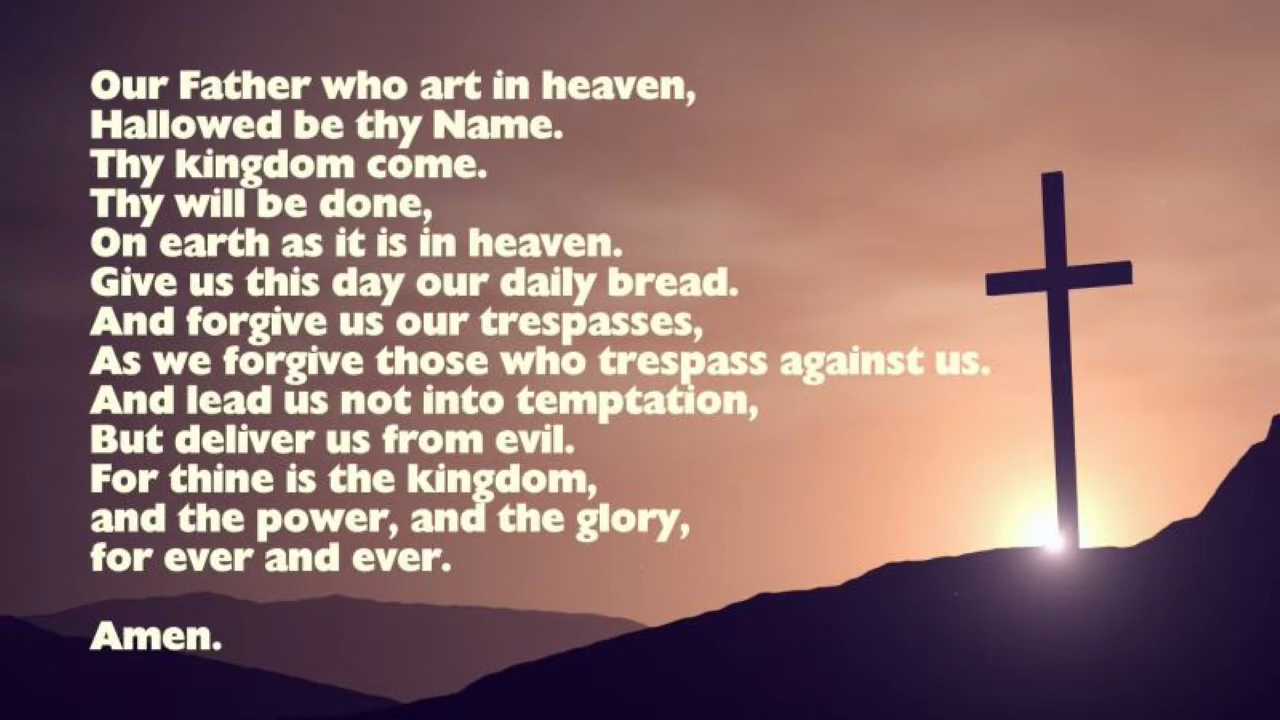 Our Father who art in heaven,
Hallowed be thy Name.
Thy kingdom come.
Thy will be done,
On earth as it is in heaven.
Give us this day our daily bread.
And forgive us our trespasses,
As we forgive those who trespass against us.
And lead us not into temptation,
But deliver us from evil.
For thine is the kingdom,
and the power, and the glory,
for ever and ever.
Amen.